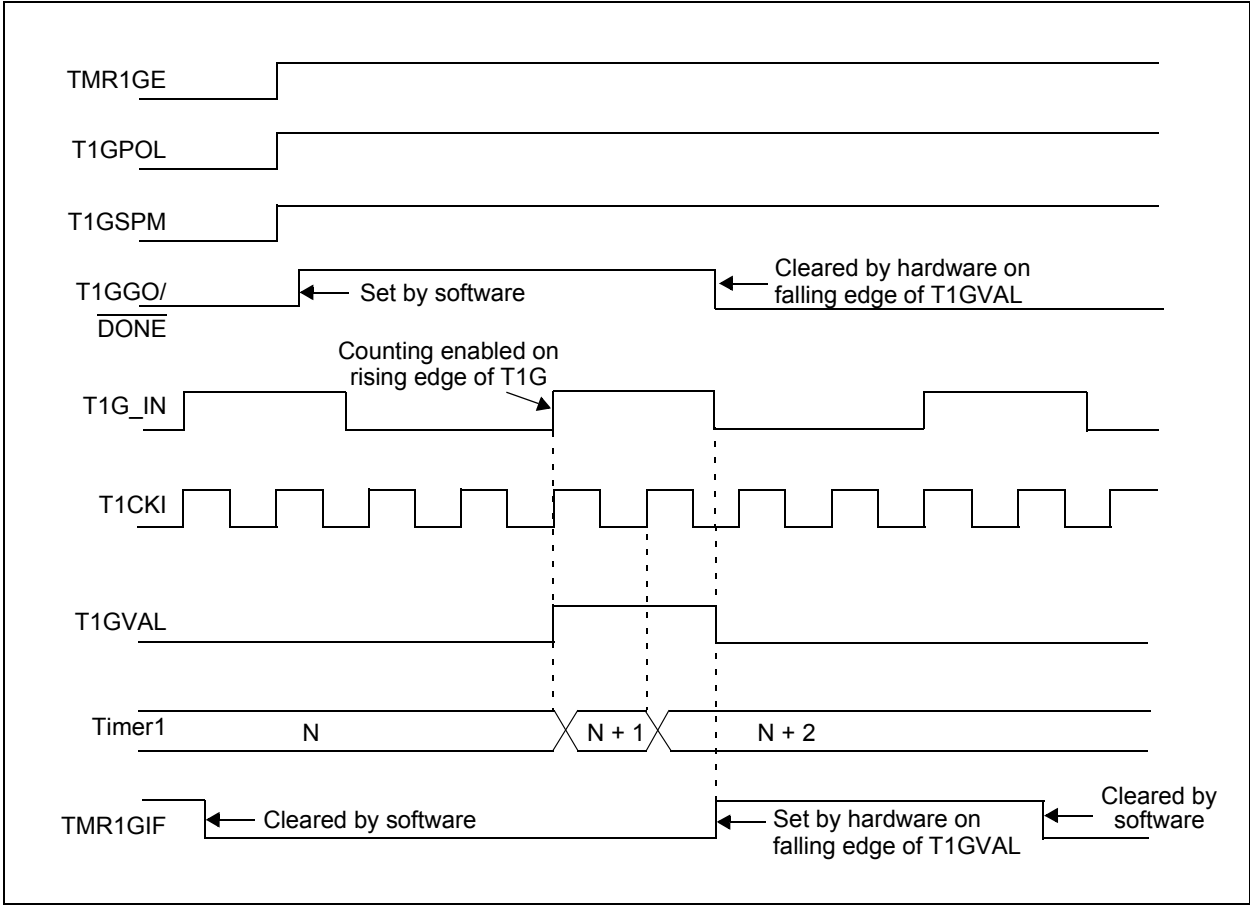 TMR1GE
T1GPOL
T1GSPM
T1GGO/
DONE
Set by software
Cleared by hardware on
falling edge of T1GVAL
Counting enabled on
rising edge of T1G
T1G_IN
T1CKI
T1GVAL
Timer1
N
N + 1
N + 2
TMR1GIF
Cleared by software
Set by hardware on
falling edge of T1GVAL
Cleared by
software